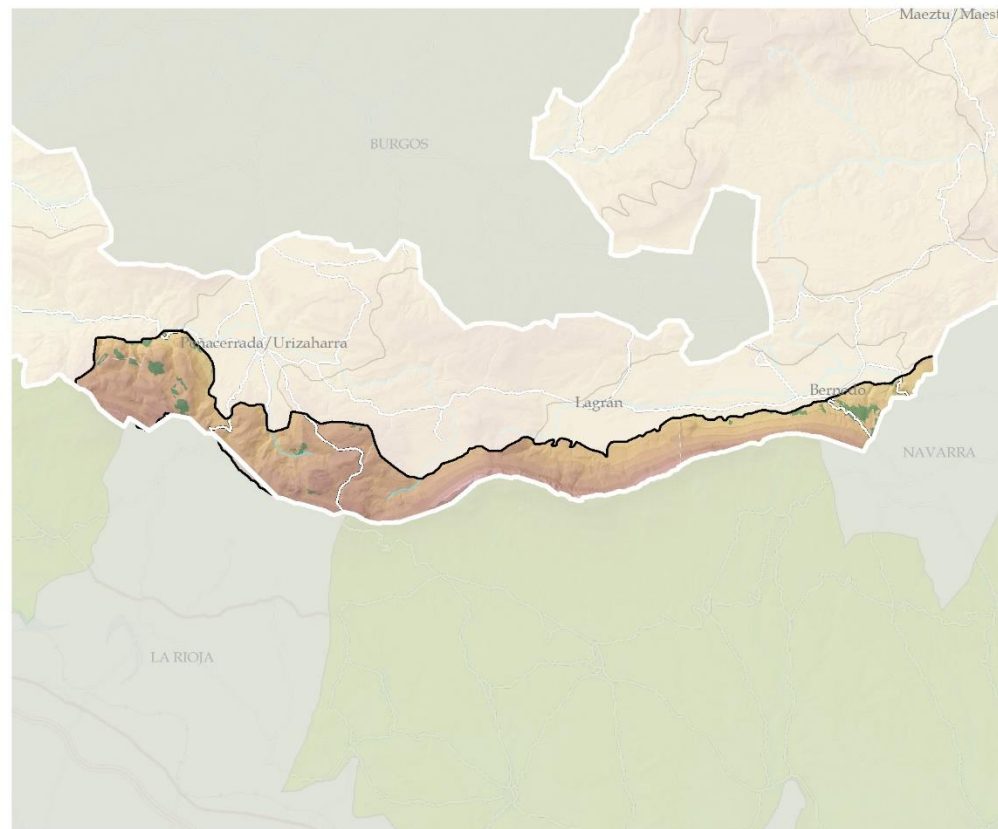 Maeztu/Maest
BURGOS
Peñacerrada/Urizaharra
Lagrán
Bernedo
NAVARRA
LA RIOJA